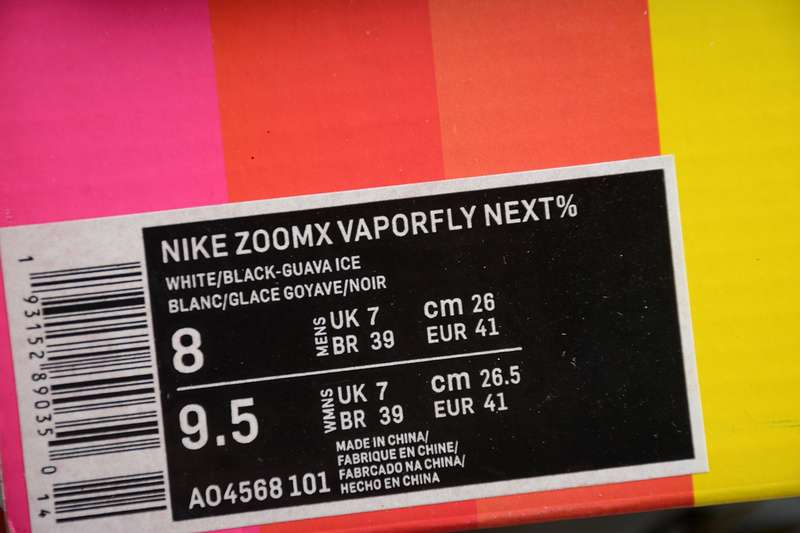 NIKE ZOOMX VAPORFLY NEXT%
WHITE/BLACK-GUAVA ICE
BLANC/GLACE GOYAVE/NOIR
8
MENS
UK 7
BR 39
cm 26
EUR 41
9.5
WMNS
UK 7
BR 39
cm 26.5
EUR 41
AO4568 101
MADE IN CHINA/
FABRIQUE EN CHINE/
FABRCADO NA CHINA/
HECHO EN CHINA
1 93152 89035 0 14